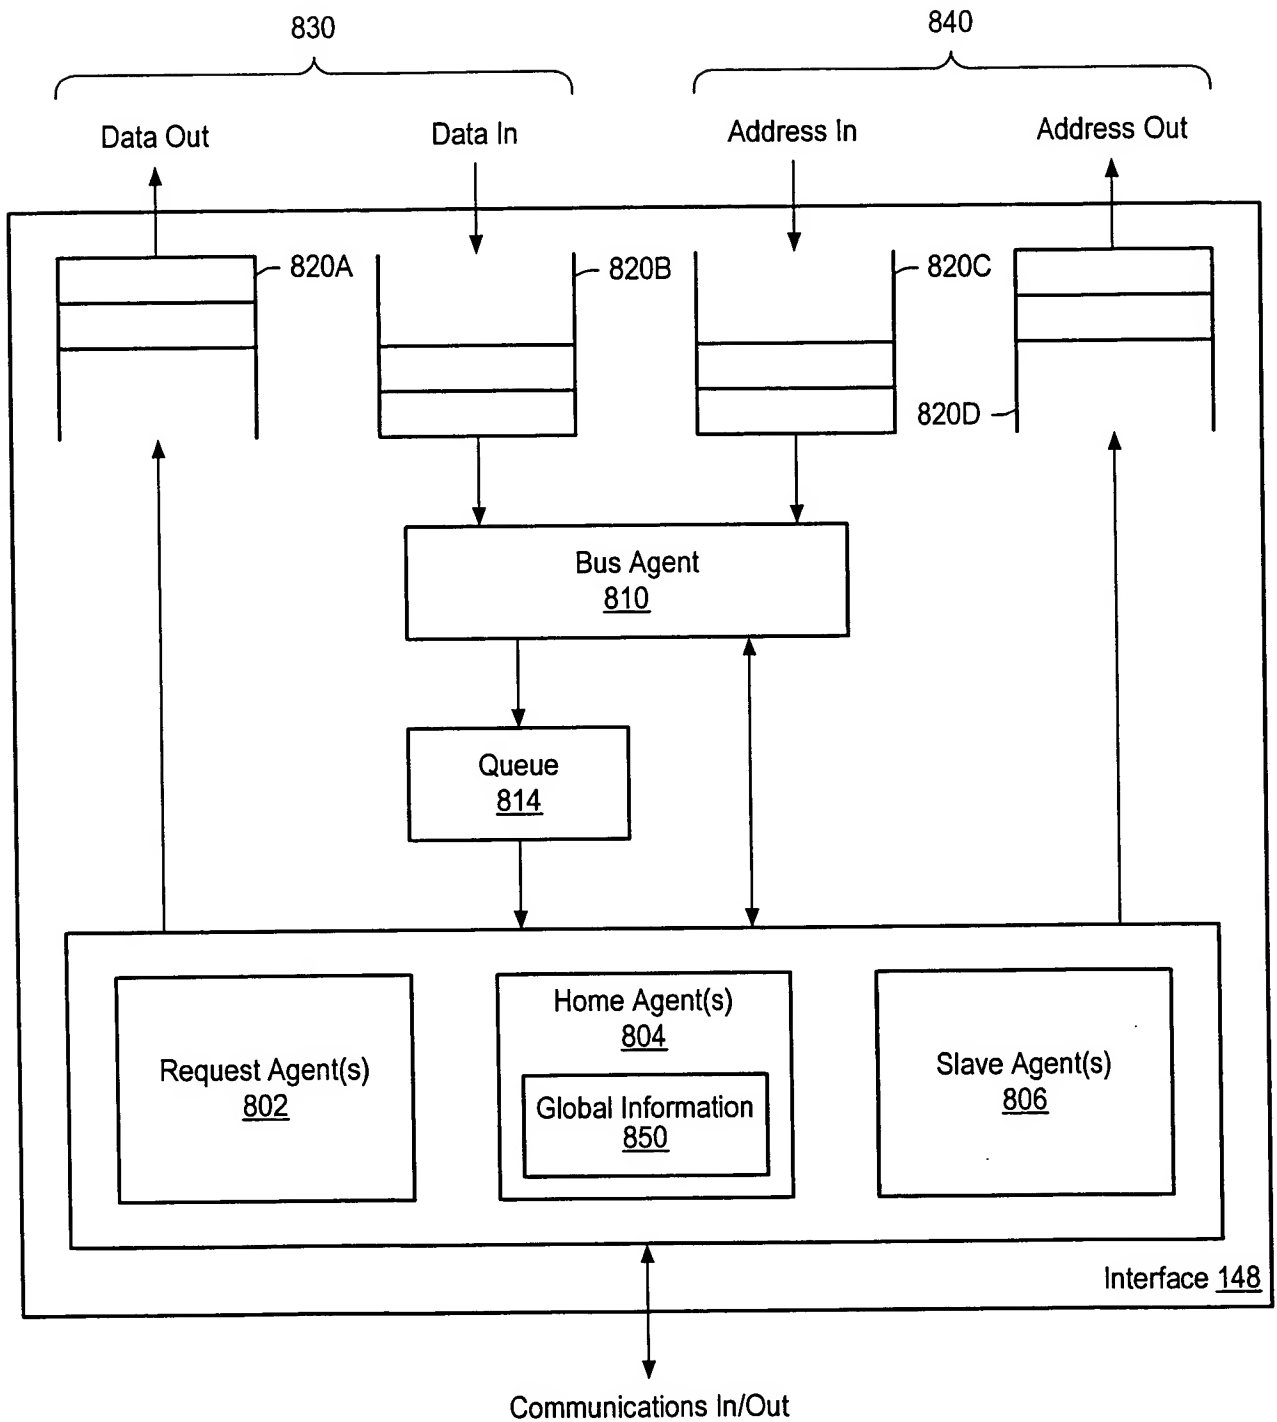 830
840
Data Out
Data In
Address In
Address Out
820A
820B
820C
820D
Bus Agent
810
Queue
814
Request Agent(s)
802
Home Agent(s)
804
Global Information
850
Slave Agent(s)
806
Interface 148
Communications In/Out